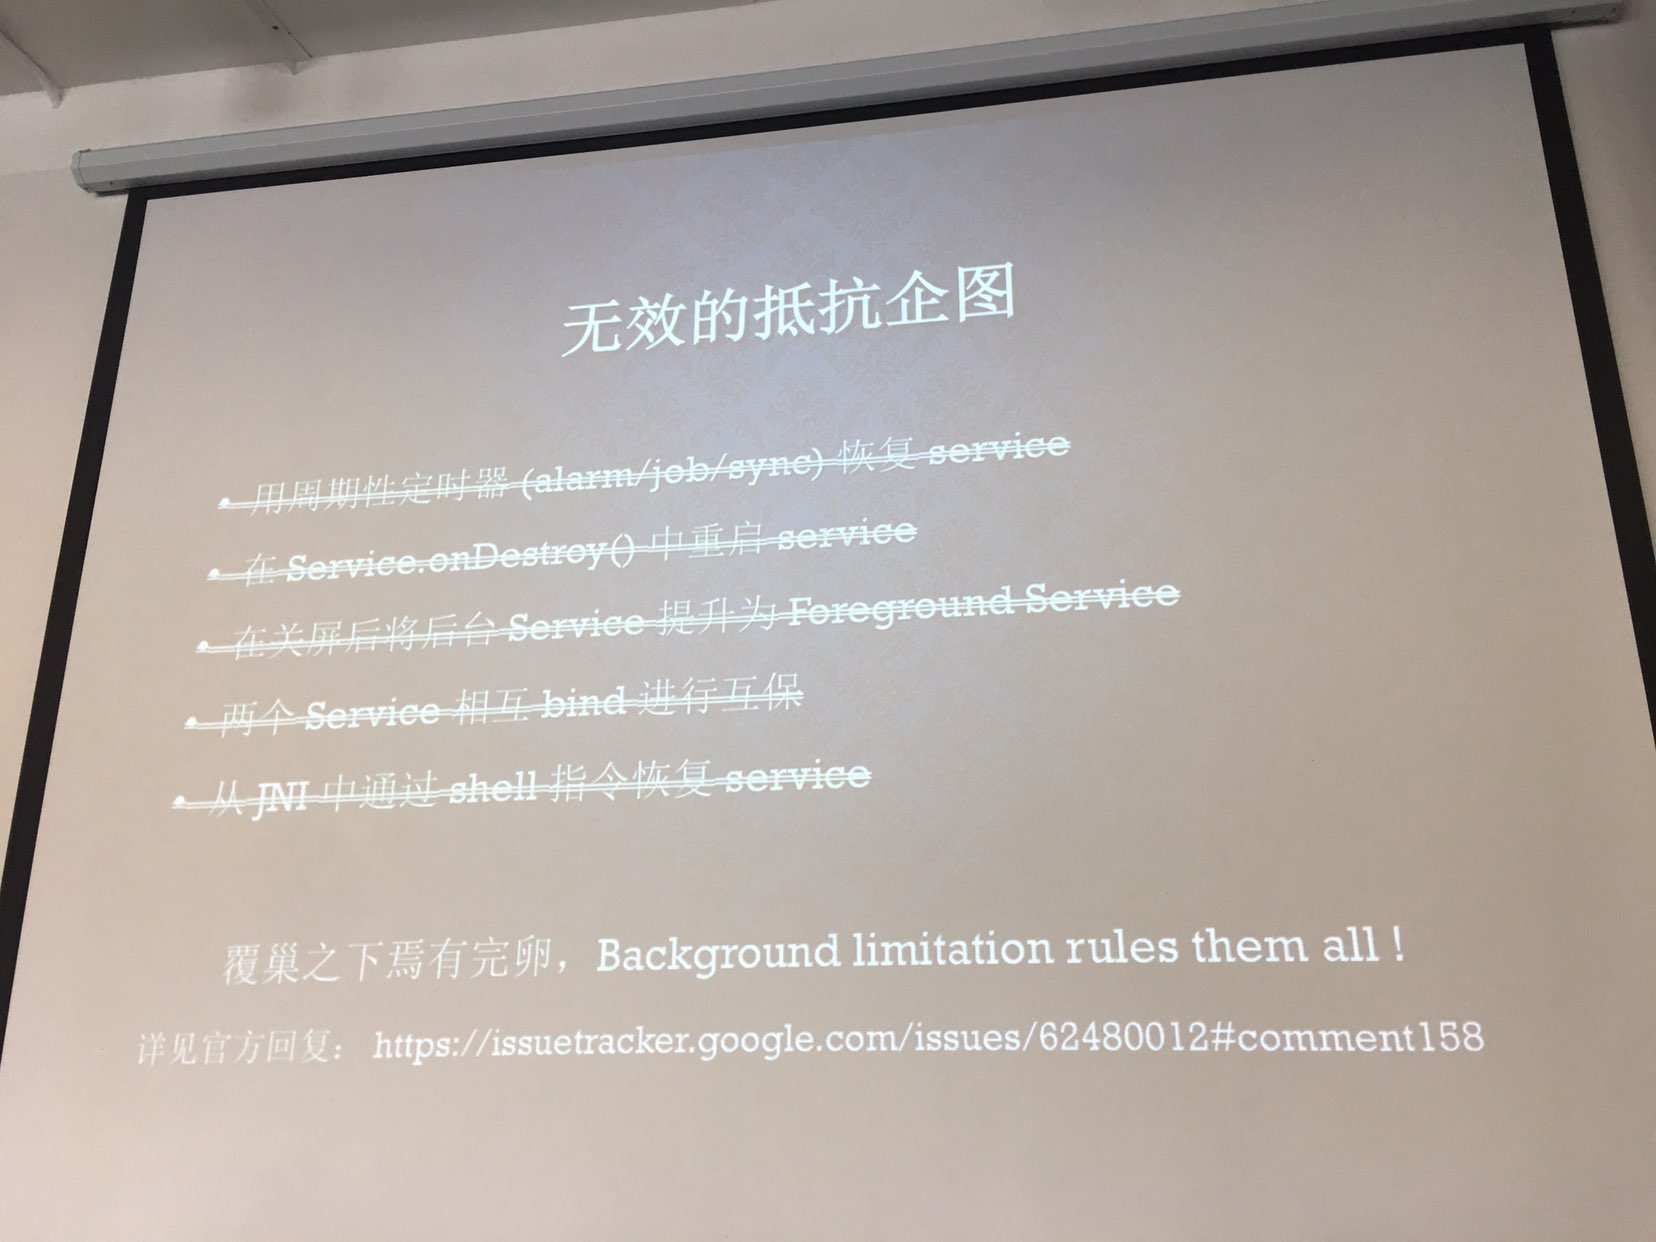 无效的抵抗企图
• 用周期性定时器 (alarm/job/sync) 恢复 service
• 在 Service.onDestroy() 中重启 service
• 在关屏后将后台 Service 提升为 Foreground Service
• 两个 Service 相互 bind 进行互保
• 从 JNI 中通过 shell 指令恢复 service
覆巢之下焉有完卵，Background limitation rules them all !
详见官方回复： https://issuetracker.google.com/issues/62480012#comment158